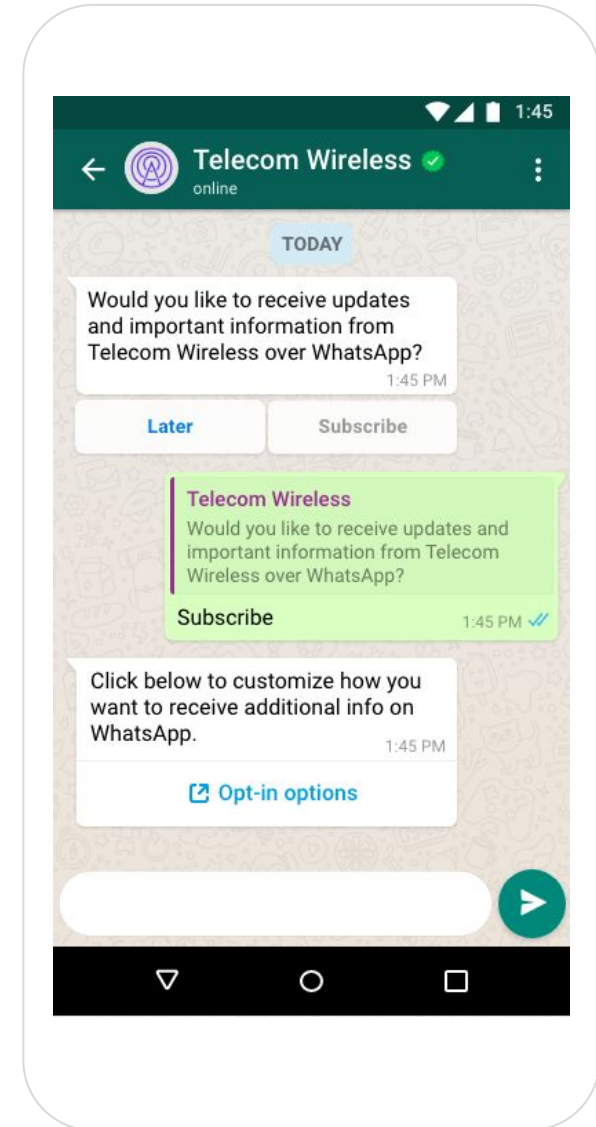 1:45
Telecom Wireless
online
TODAY
Would you like to receive updates
and important information from
Telecom Wireless over WhatsApp?
1:45 PM
Later
Subscribe
Telecom Wireless
Would you like to receive updates and
important information from Telecom
Wireless over WhatsApp?
Subscribe
1:45 PM
Click below to customize how you
want to receive additional info on
WhatsApp.
1:45 PM
Opt-in options